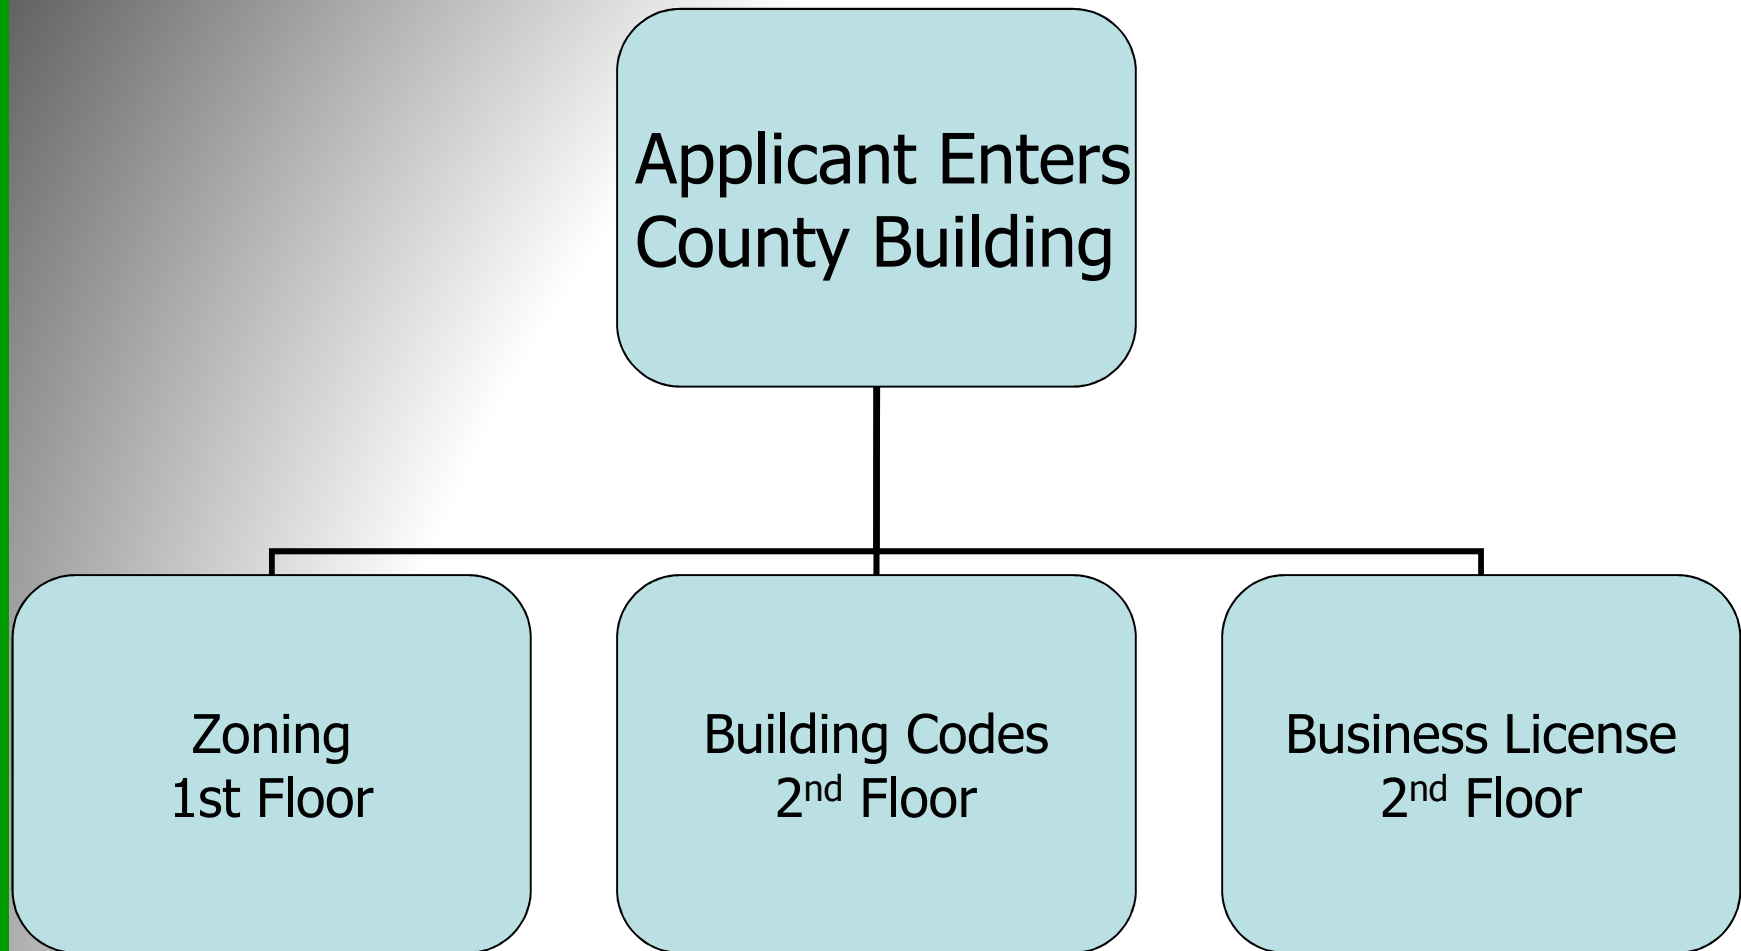 Applicant Enters
County Building
Zoning
1st Floor
Building Codes
2nd Floor
Business License
2nd Floor